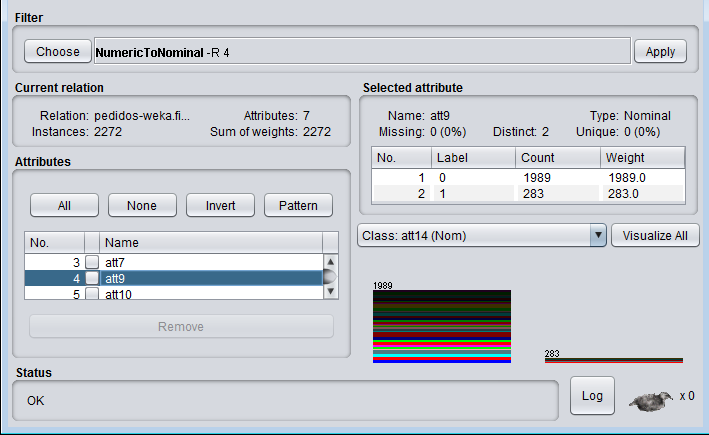 Filter
Choose NumericToNominal -R 4 Apply
Current relation
Relation: pedidos-weka.fi... Attributes: 7
Instances: 2272 Sum of weights: 2272
Selected attribute
Name: att9 Type: Nominal
Missing: 0 (0%) Distinct: 2 Unique: 0 (0%)
No. Label Count Weight
1 0 1989 1989.0
2 1 283 283.0
Attributes
All None Invert Pattern
No. Name
3 att7
4 att9
5 att10
Remove
Class: att14 (Nom) Visualize All
1989
283
Status
OK
Log
x 0